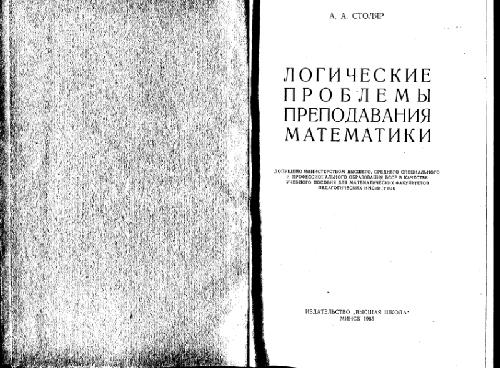 А. А. СТОЛЯР
ЛОГИЧЕСКИЕ
ПРОБЛЕМЫ
ПРЕПОДАВАНИЯ
МАТЕМАТИКИ
ДОПУЩЕНО МИНИСТЕРСТВОМ ВЫСШЕГО, СРЕДНЕГО СПЕЦИАЛЬНОГО
И ПРОФЕССИОНАЛЬНОГО ОБРАЗОВАНИЯ БССР В КАЧЕСТВЕ
УЧЕБНОГО ПОСОБИЯ ДЛЯ МАТЕМАТИЧЕСКИХ ФАКУЛЬТЕТОВ
ПЕДАГОГИЧЕСКИХ ИНСТИТУТОВ
ИЗДАТЕЛЬСТВО „ВЫСШАЯ ШКОЛА"
МИНСК